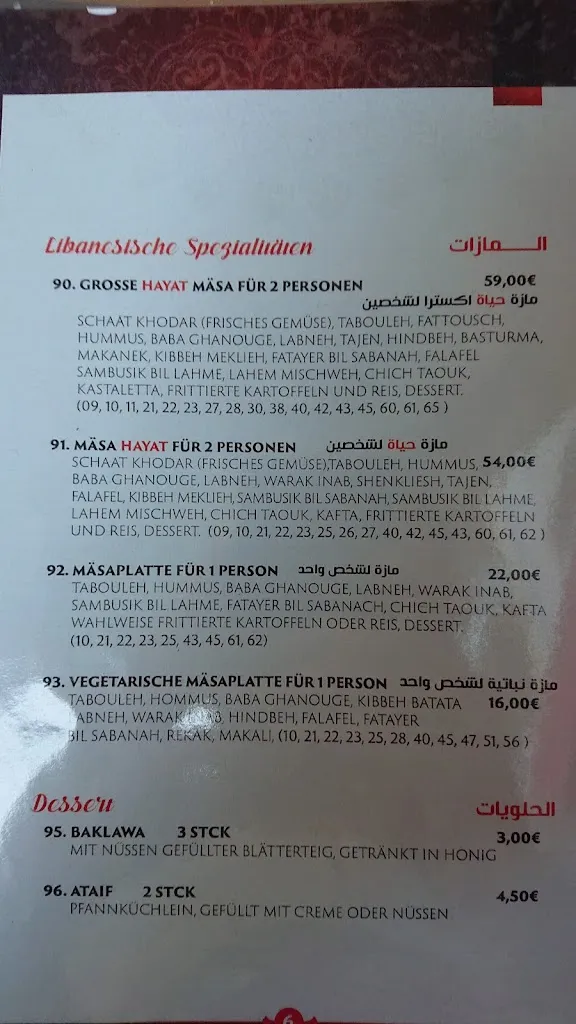 Libanesische Spezialitäten المـــــازات
90. GROSSE HAYAT MÄSA FÜR 2 PERSONEN 59,00€
مازة حياة اكسترا لشخصين
SCHAAT KHODAR (FRISCHES GEMÜSE), TABOULEH, FATTOUSCH,
HUMMUS, BABA GHANOUGE, LABNEH, TAJEN, HINDBEH, BASTURMA,
MAKANEK, KIBBEH MEKLIEH, FATAYER BIL SABANAH, FALAFEL
SAMBUSIK BIL LAHME, LAHEM MISCHWEH, CHICH TAOUK,
KASTALETTA, FRITTIERTE KARTOFFELN UND REIS, DESSERT.
(09, 10, 11, 21, 22, 23, 27, 28, 30, 38, 40, 42, 43, 45, 60, 61, 65 )
91. MÄSA HAYAT FÜR 2 PERSONEN مازة حياة لشخصين
SCHAAT KHODAR (FRISCHES GEMÜSE),TABOULEH, HUMMUS, 54,00€
BABA GHANOUGE, LABNEH, WARAK INAB, SHENKLIESH, TAJEN,
FALAFEL, KIBBEH MEKLIEH, SAMBUSIK BIL SABANAH, SAMBUSIK BIL LAHME,
LAHEM MISCHWEH, CHICH TAOUK, KAFTA, FRITTIERTE KARTOFFELN
UND REIS, DESSERT. (09, 10, 21, 22, 23, 25, 26, 27, 40, 42, 45, 43, 60, 61, 62 )
92. MÄSAPLATTE FÜR 1 PERSON مازة لشخص واحد 22,00€
TABOULEH, HUMMUS, BABA GHANOUGE, LABNEH, WARAK INAB,
SAMBUSIK BIL LAHME, FATAYER BIL SABANACH, CHICH TAOUK, KAFTA
WAHLWEISE FRITTIERTE KARTOFFELN ODER REIS, DESSERT.
(10, 21, 22, 23, 25, 43, 45, 61, 62)
93. VEGETARISCHE MÄSAPLATTE FÜR 1 PERSON مازة نباتية لشخص واحد
TABOULEH, HOMMUS, BABA GHANOUGE, KIBBEH BATATA 16,00€
LABNEH, WARAK HINDBEH, FALAFEL, FATAYER
BIL SABANAH, REKAK, MAKALI, (10, 21, 22, 23, 25, 28, 40, 45, 47, 51, 56 )
Dessert الحلويات
95. BAKLAWA 3 STCK 3,00€
MIT NÜSSEN GEFÜLLTER BLÄTTERTEIG, GETRÄNKT IN HONIG
96. ATAIF 2 STCK 4,50€
PFANNKÜCHLEIN, GEFÜLLT MIT CREME ODER NÜSSEN
6